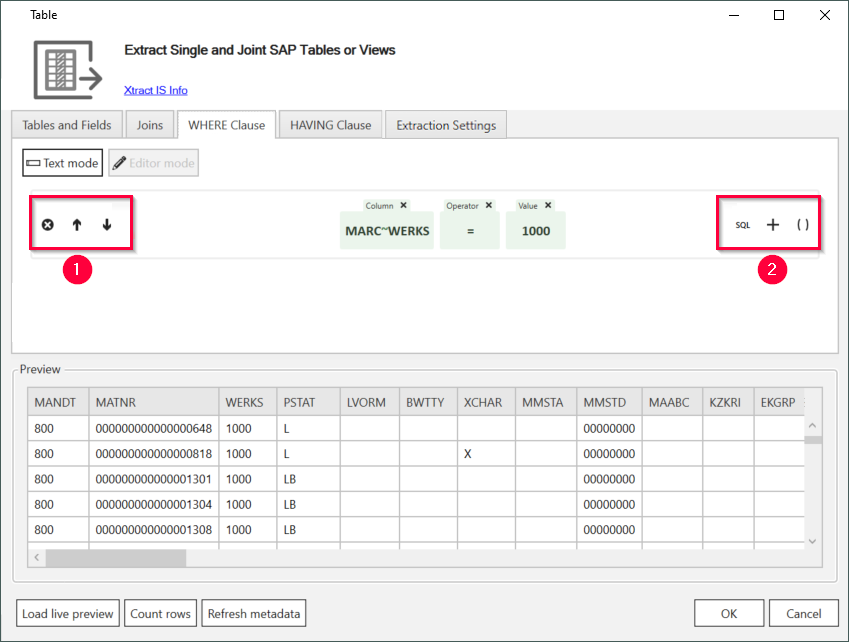 Table
Extract Single and Joint SAP Tables or Views
Xtract IS Info
Tables and Fields Joins WHERE Clause HAVING Clause Extraction Settings
Text mode Editor mode
Column Operator Value
MARC~WERKS = 1000 SQL + ( )
1 2
Preview
MANDT MATNR WERKS PSTAT LVORM BWTTY XCHAR MMSTA MMSTD MAABC KZKRI EKGRP
800 000000000000000648 1000 L 00000000
800 000000000000000818 1000 L X 00000000
800 000000000000001301 1000 LB 00000000
800 000000000000001304 1000 LB 00000000
800 000000000000001308 1000 LB 00000000
Load live preview Count rows Refresh metadata OK Cancel